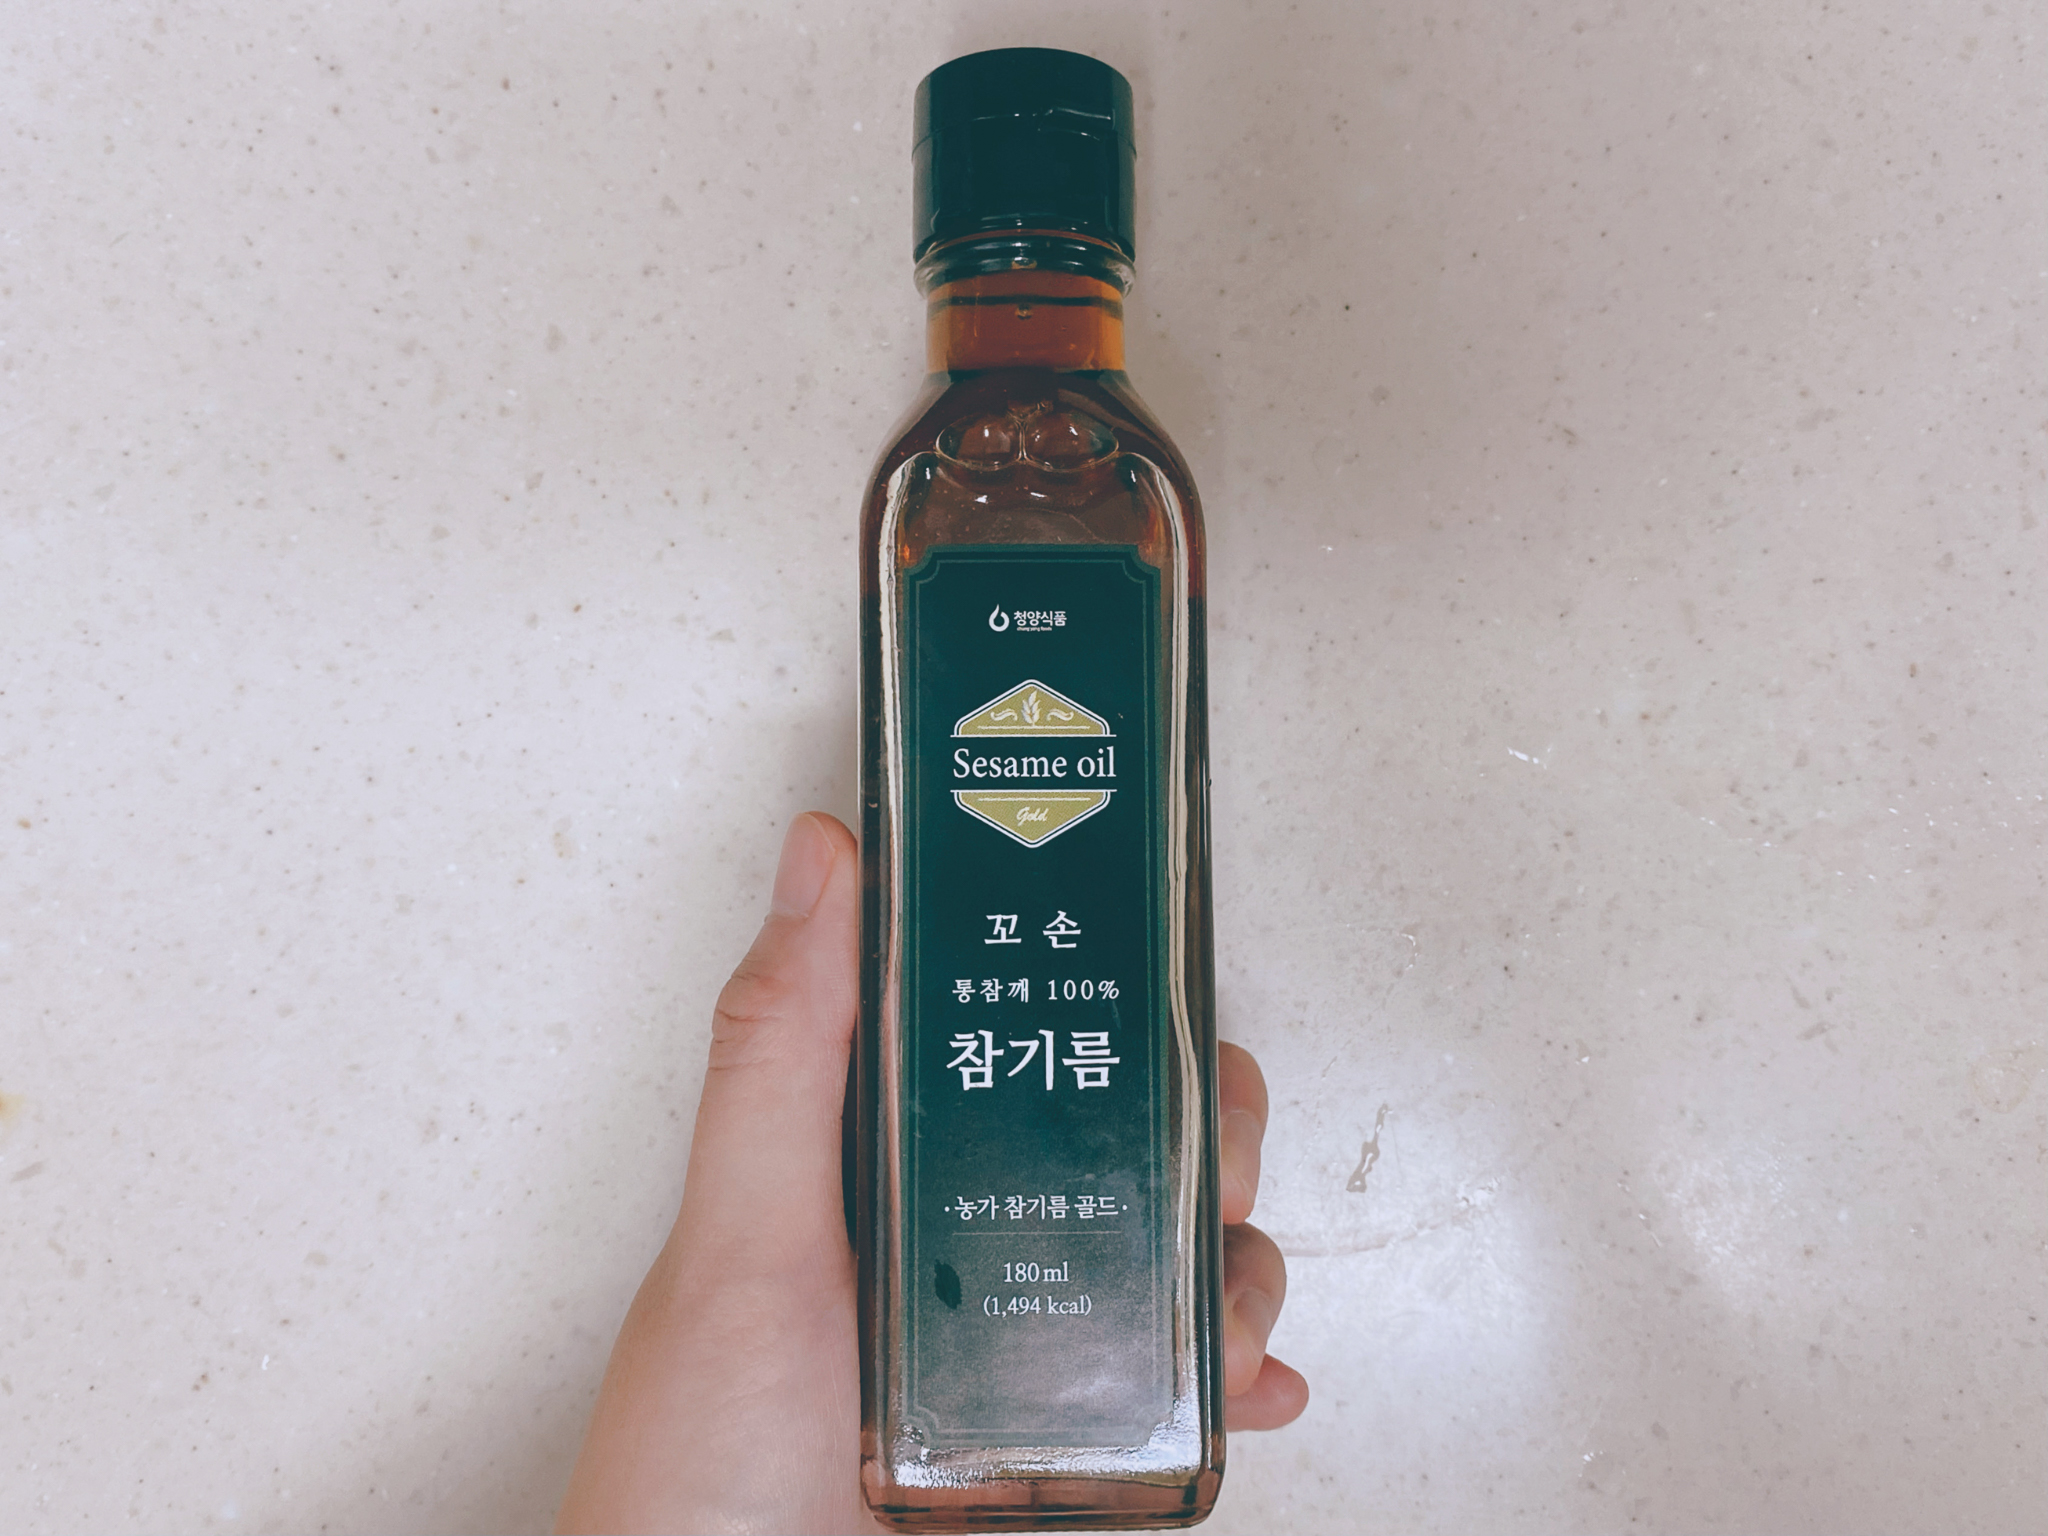 청양식품
Sesame oil
Gold
꼬손
통참깨 100%
참기름
·농가 참기름 골드·
180ml
(1,494 kcal)